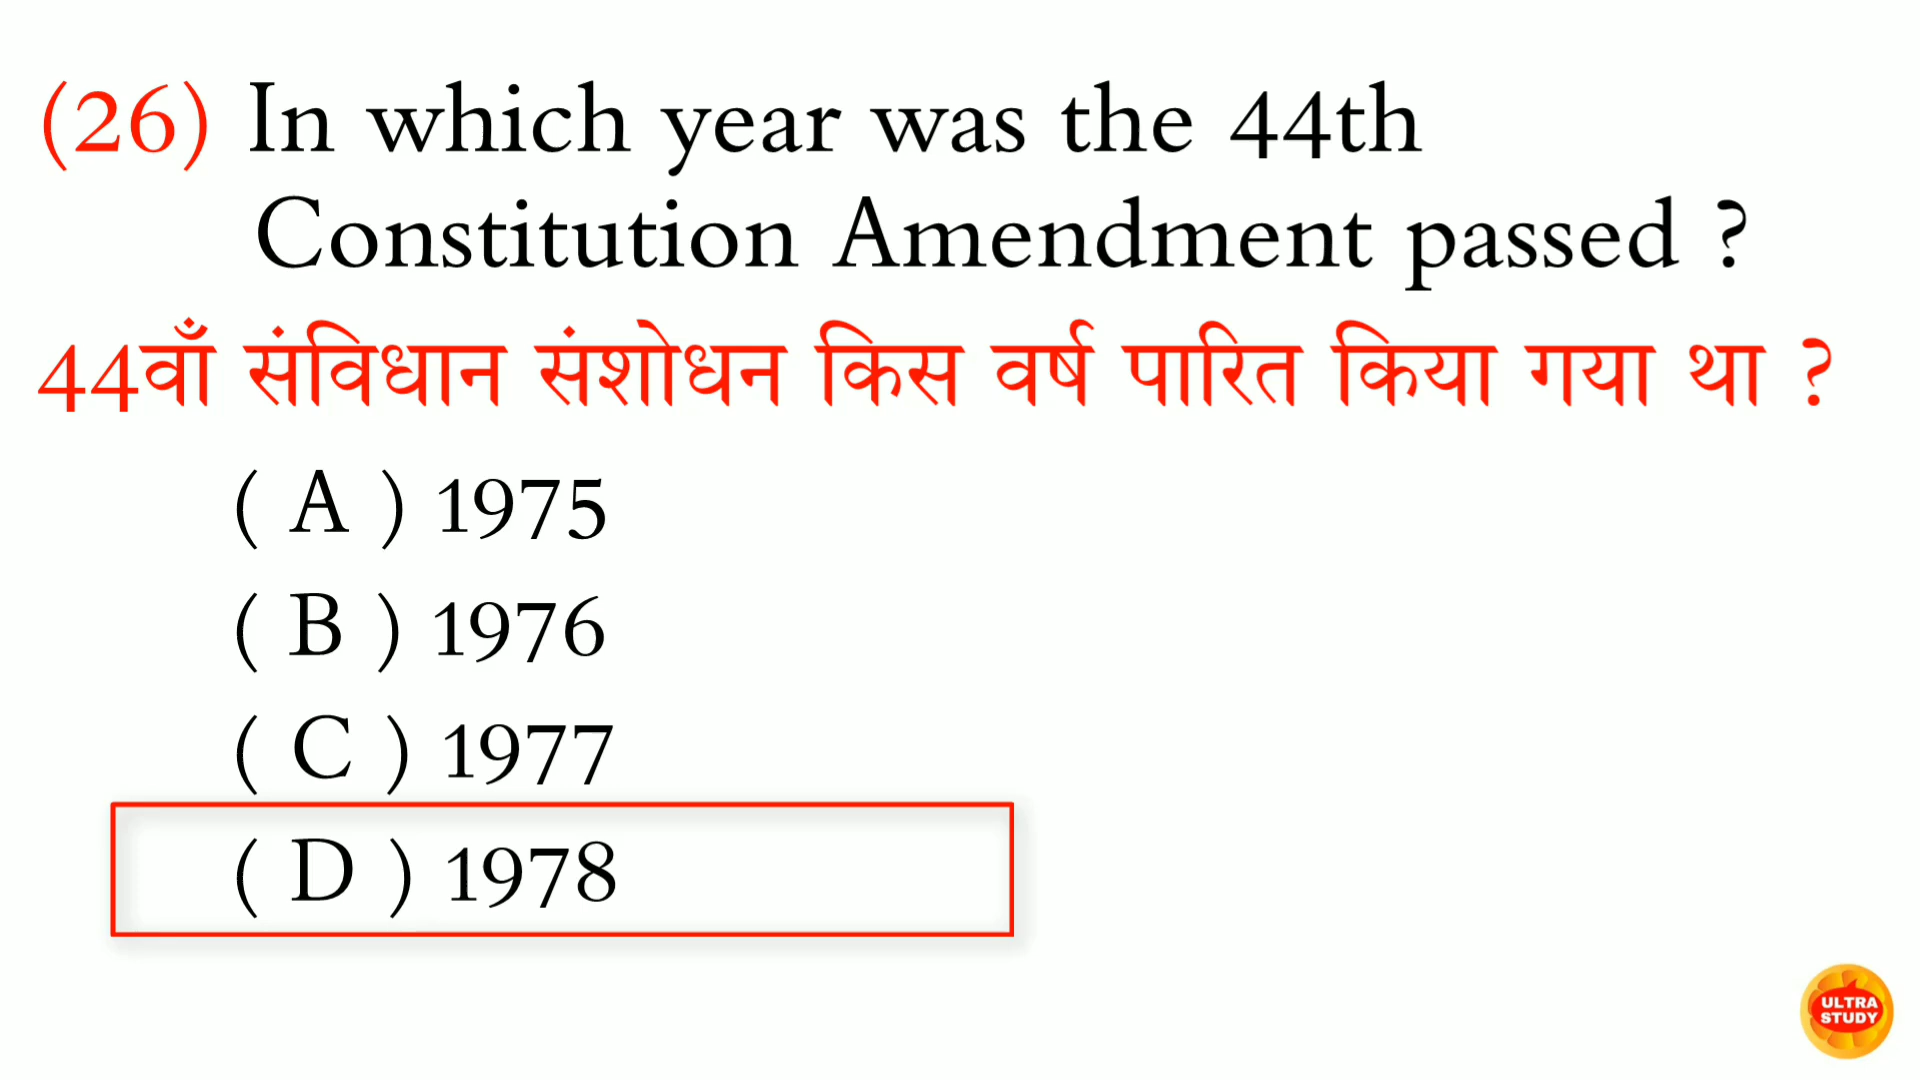 (26) In which year was the 44th
Constitution Amendment passed ?
44वाँ संविधान संशोधन किस वर्ष पारित किया गया था ?
( A ) 1975
( B ) 1976
( C ) 1977
( D ) 1978
ULTRA
STUDY